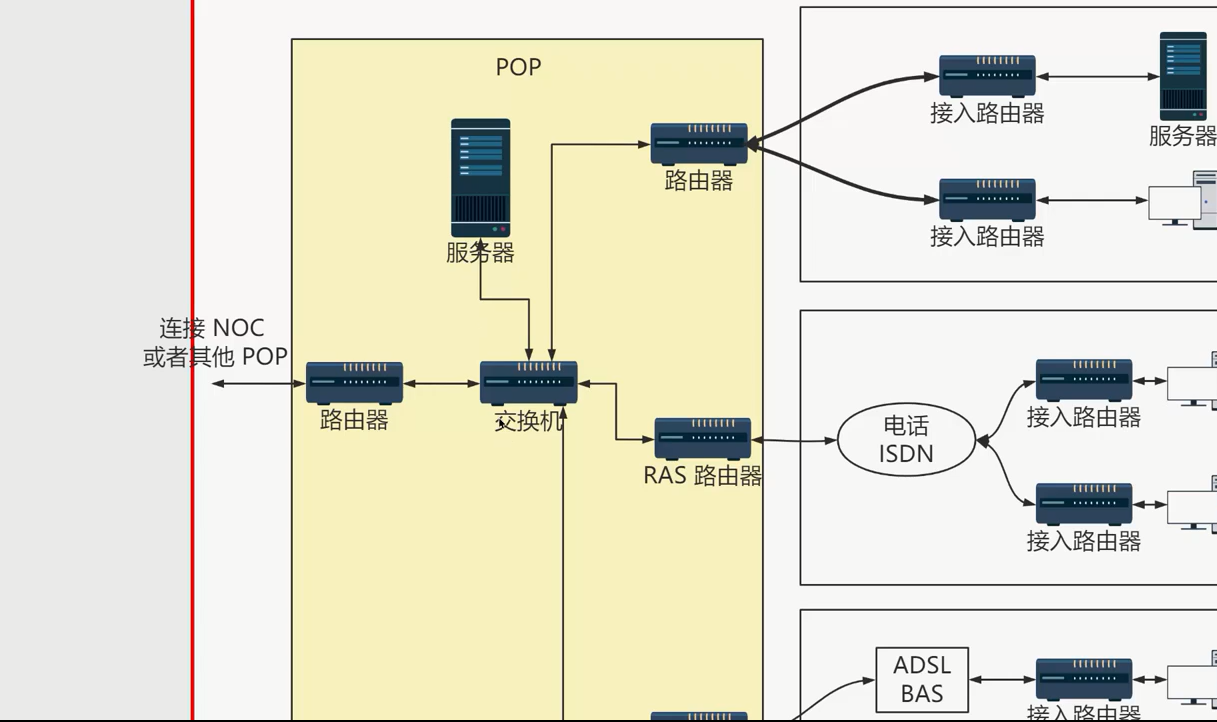 POP
服务器
路由器
接入路由器
服务器
接入路由器
连接 NOC
或者其他 POP
路由器
交换机
RAS 路由器
电话
ISDN
接入路由器
接入路由器
ADSL
BAS
接入路由器